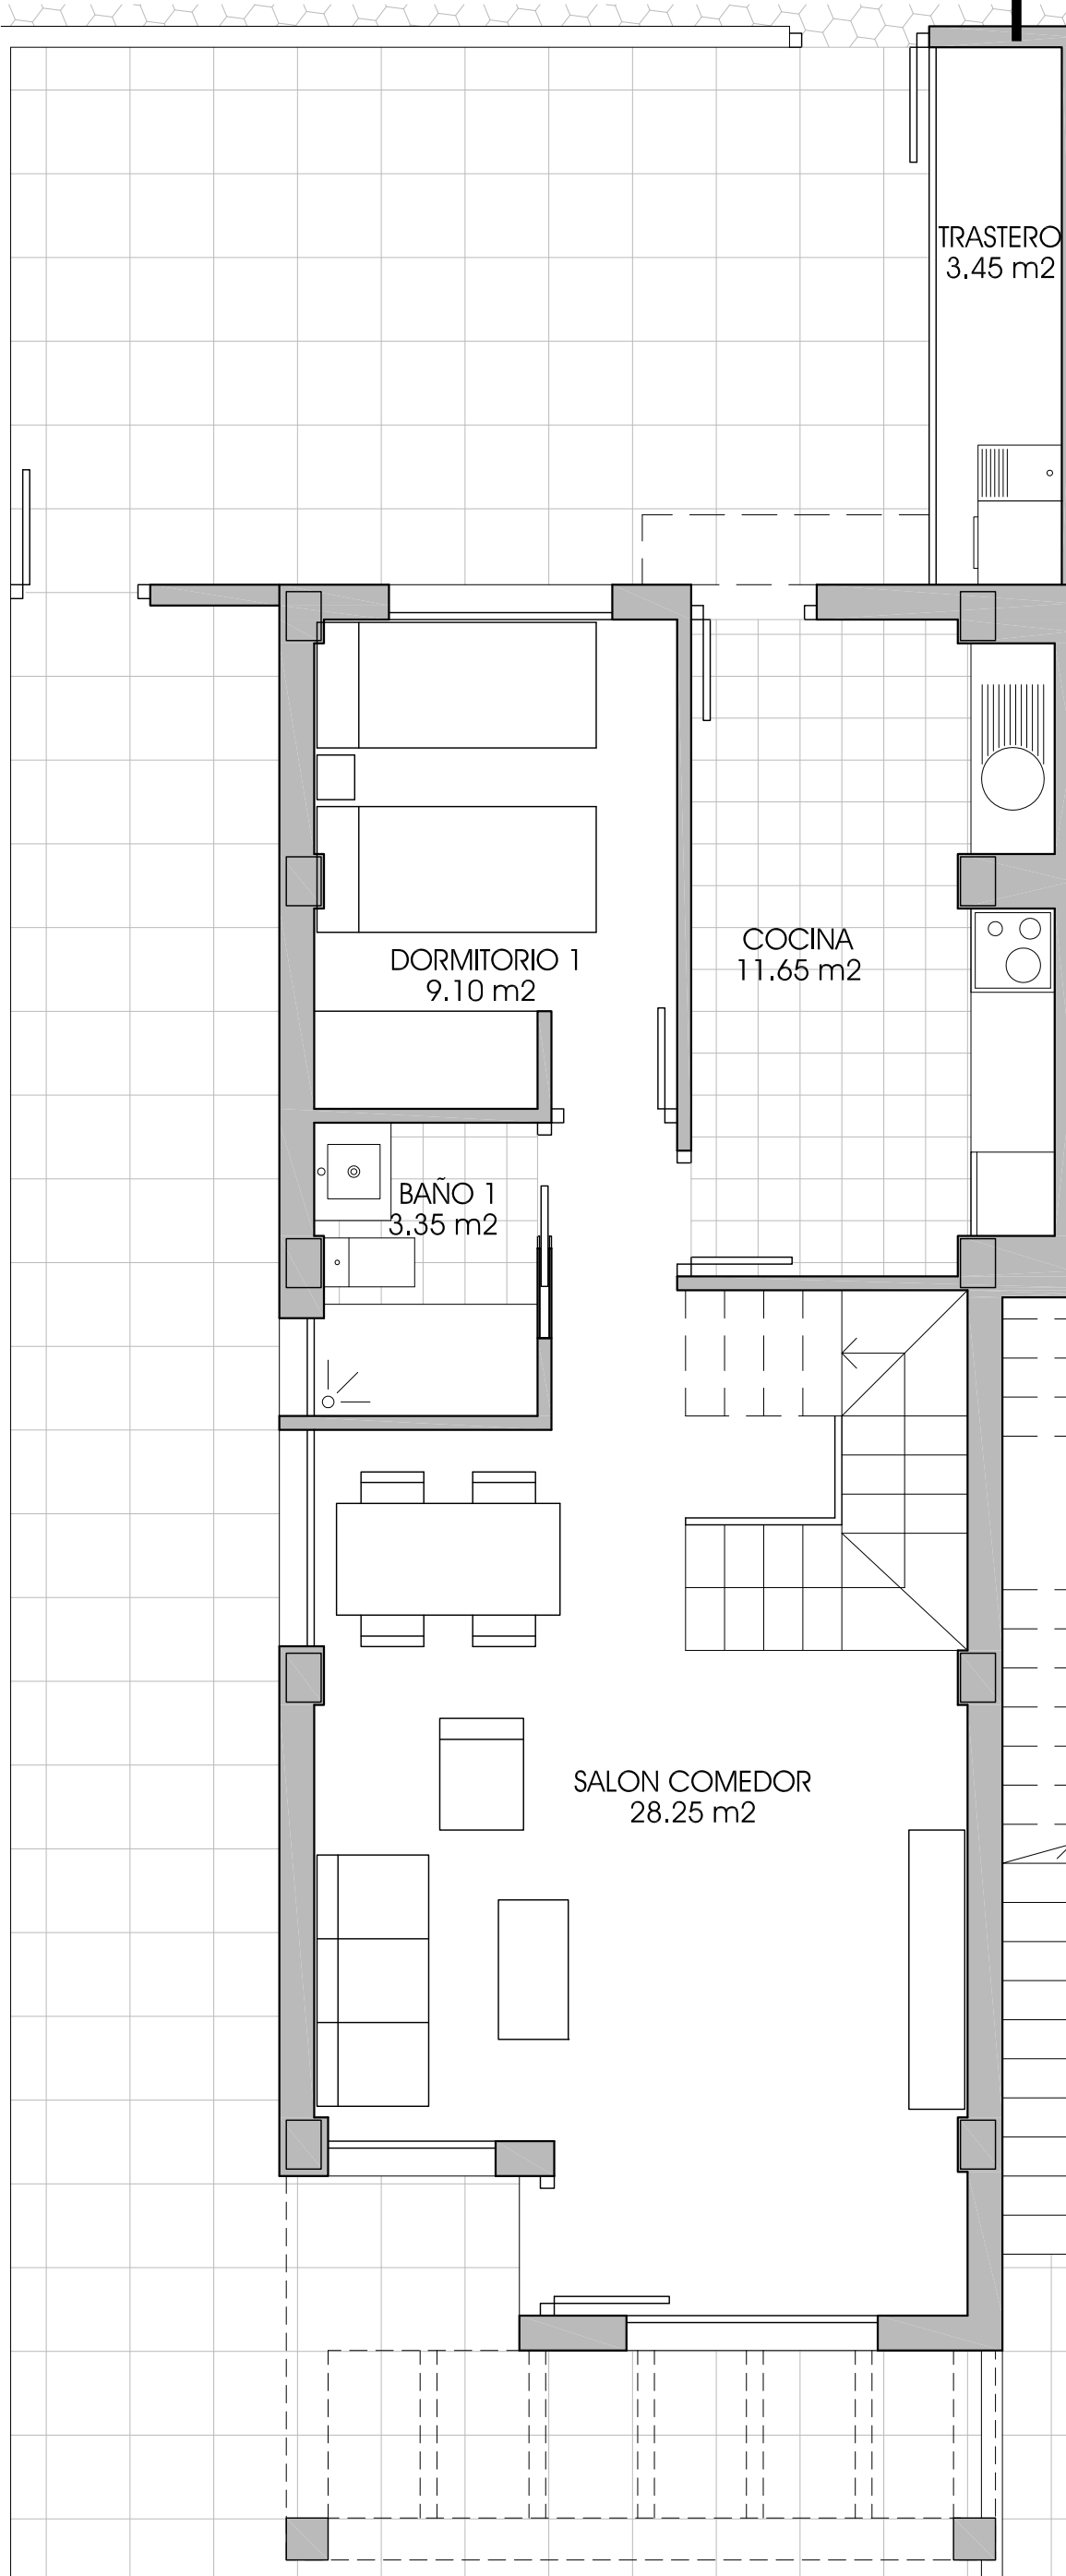 TRASTERO
3.45 m2
DORMITORIO 1
9.10 m2
COCINA
11.65 m2
BAÑO 1
3.35 m2
SALON COMEDOR
28.25 m2